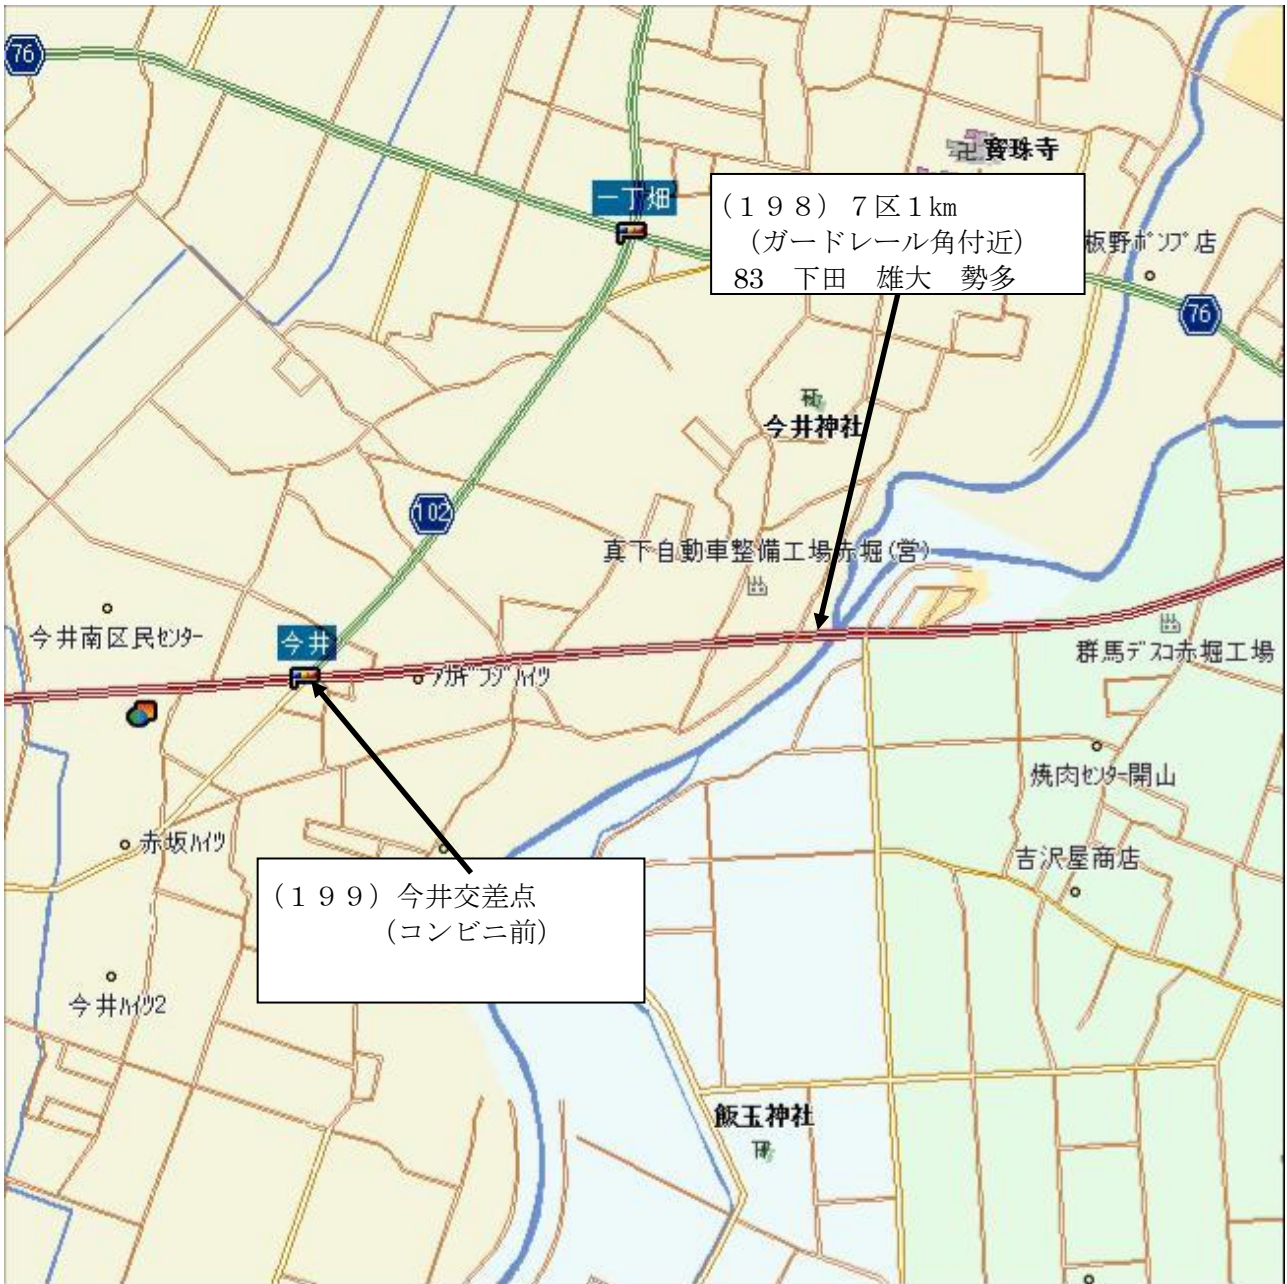 76
寳珠寺
一丁畑
（１９８）７区１㎞
（ガードレール角付近）
83　下田　雄大　勢多
板野ﾎﾟﾝﾌﾟ店
76
今井神社
102
真下自動車整備工場赤堀(営)
今井南区民ｾﾝﾀｰ
今井
ｱｶｷﾞﾌｼﾞﾊｲﾂ
群馬ﾃﾞｽｺ赤堀工場
焼肉ｾﾝﾀｰ開山
赤坂ﾊｲﾂ
吉沢屋商店
（１９９）今井交差点
（コンビニ前）
今井ﾊｲﾂ2
飯玉神社